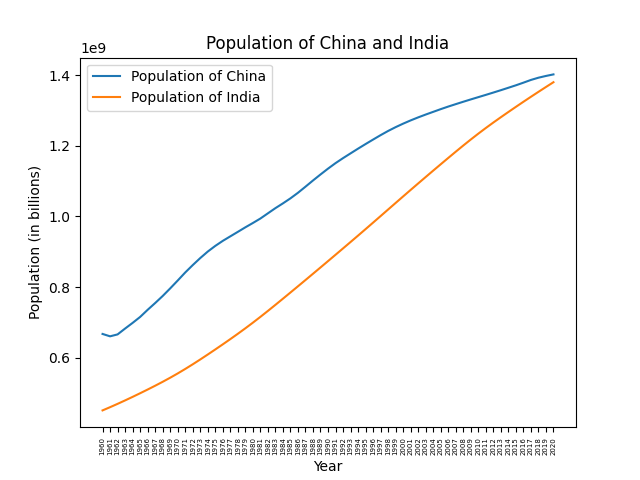 Population of China and India
1e9
Population of China
Population of India
1.4
1.2
1.0
0.8
0.6
Population (in billions)
1960 1961 1962 1963 1964 1965 1966 1967 1968 1969 1970 1971 1972 1973 1974 1975 1976 1977 1978 1979 1980 1981 1982 1983 1984 1985 1986 1987 1988 1989 1990 1991 1992 1993 1994 1995 1996 1997 1998 1999 2000 2001 2002 2003 2004 2005 2006 2007 2008 2009 2010 2011 2012 2013 2014 2015 2016 2017 2018 2019 2020
Year